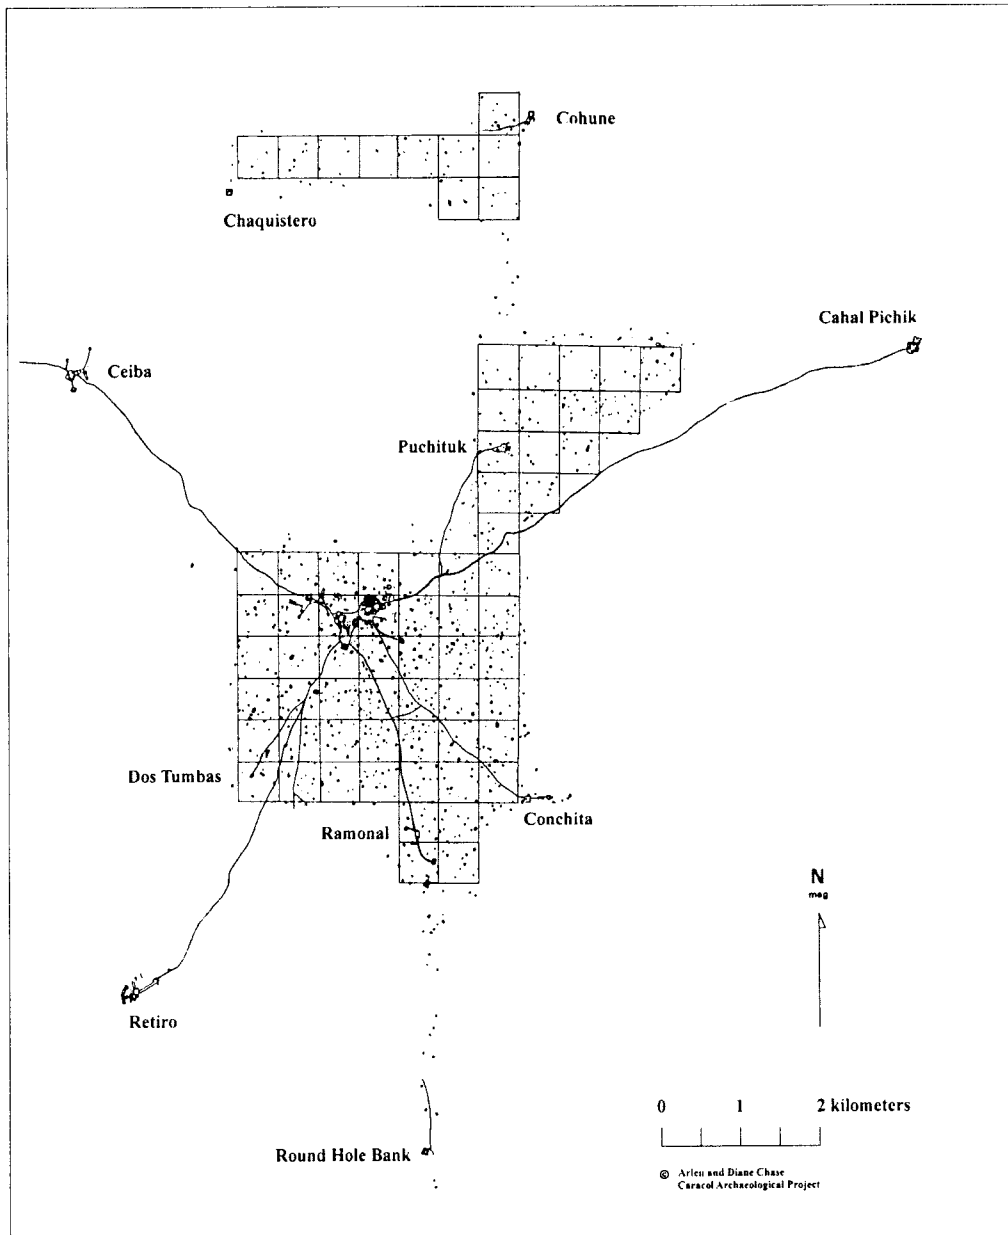 Cohune
Chaquistero
Cahal Pichik
Ceiba
Puchituk
Dos Tumbas
Ramonal
Conchita
N
mag
Retiro
0 1 2 kilometers
Round Hole Bank
© Arlen and Diane Chase
Caracol Archaeological Project